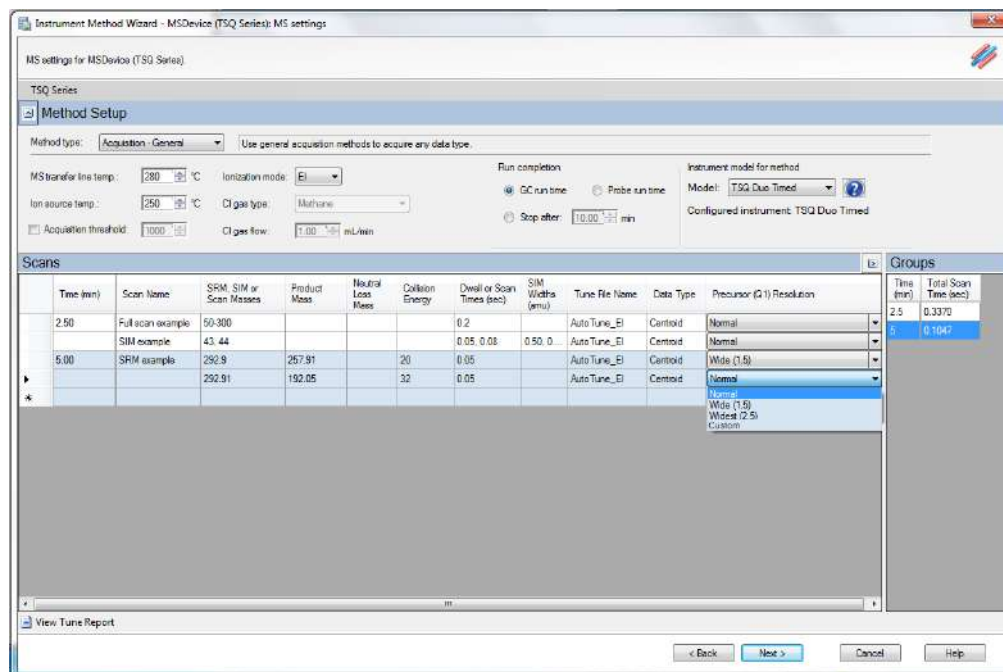 Instrument Method Wizard - MSDevice (TSQ Series): MS settings
MS settings for MSDevice (TSQ Series).
TSQ Series
Method Setup
Method type: Acquisition - General Use general acquisition methods to acquire any data type.
MS transfer line temp.: 280 °C Ionization mode: EI
Ion source temp.: 250 °C CI gas type: Methane
Acquisition threshold: 1000 CI gas flow: 1.00 mL/min
Run completion
GC run time Probe run time
Stop after: 10.00 min
Instrument model for method
Model: TSQ Duo Timed ?
Configured instrument: TSQ Duo Timed
Scans
Time (min) Scan Name SRM, SIM or Scan Masses Product Mass Neutral Loss Mass Collision Energy Dwell or Scan Times (sec) SIM Widths (amu) Tune File Name Data Type Precursor (Q1) Resolution
2.50 Full scan example 50-300 0.2 AutoTune_EI Centroid Normal
SIM example 43, 44 0.05, 0.08 0.50, 0... AutoTune_EI Centroid Normal
5.00 SRM example 292.9 257.91 20 0.05 AutoTune_EI Centroid Wide (1.5)
292.91 192.05 32 0.05 AutoTune_EI Centroid Normal
Normal
Wide (1.5)
Widest (2.5)
Custom
Groups
Time (min) Total Scan Time (sec)
2.5 0.3370
5 0.1047
View Tune Report
< Back Next > Cancel Help